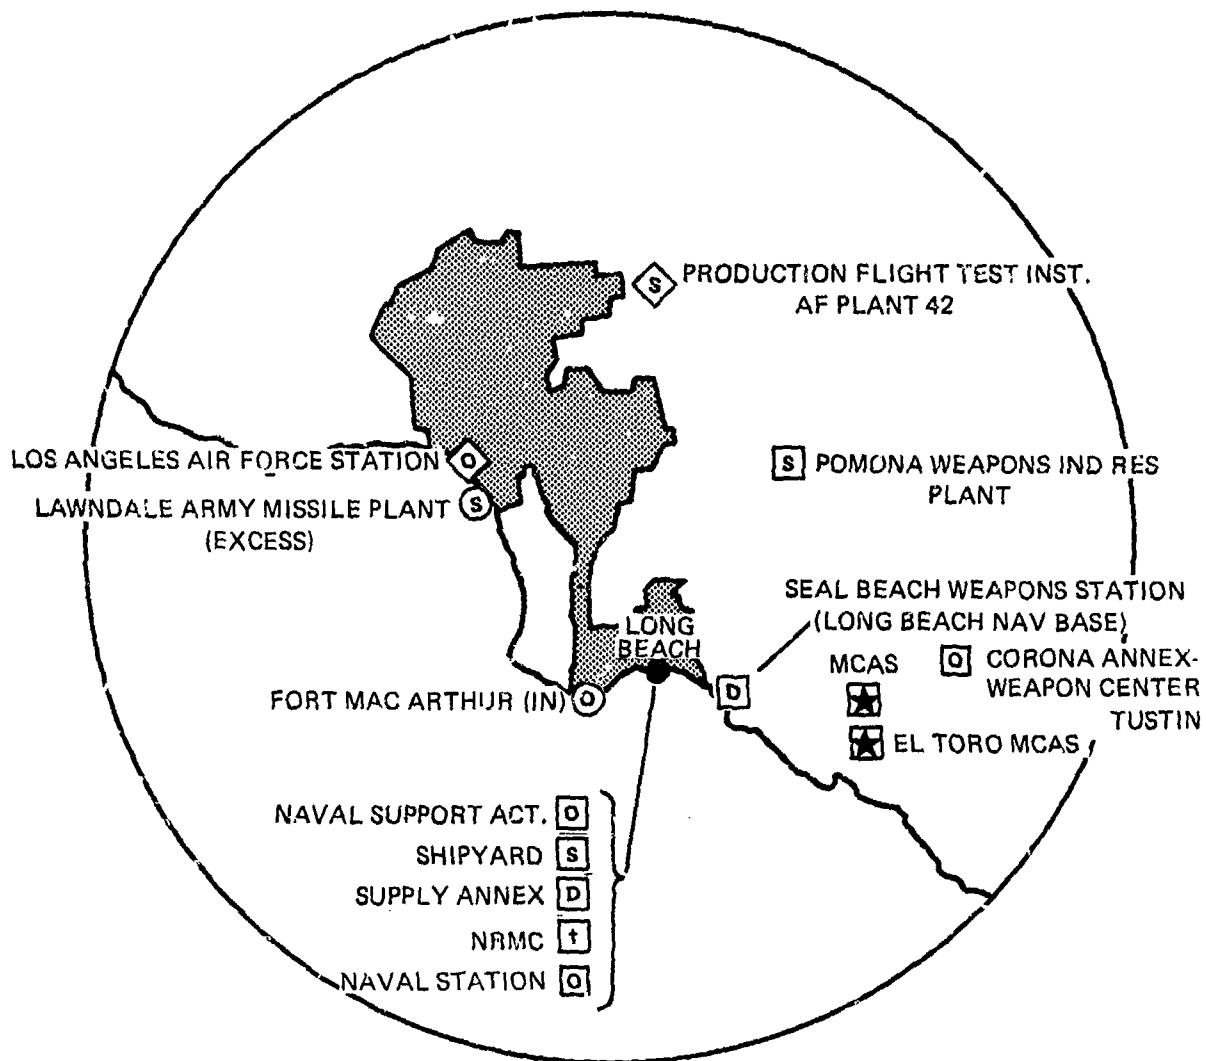 S PRODUCTION FLIGHT TEST INST.
AF PLANT 42
LOS ANGELES AIR FORCE STATION O
LAWNDALE ARMY MISSILE PLANT S
(EXCESS)
S POMONA WEAPONS IND RES
PLANT
SEAL BEACH WEAPONS STATION
(LONG BEACH NAV BASE)
LONG
BEACH
D
MCAS
O CORONA ANNEX-
WEAPON CENTER
TUSTIN
FORT MAC ARTHUR (IN) O
EL TORO MCAS
NAVAL SUPPORT ACT. O
SHIPYARD S
SUPPLY ANNEX D
NRMC †
NAVAL STATION O